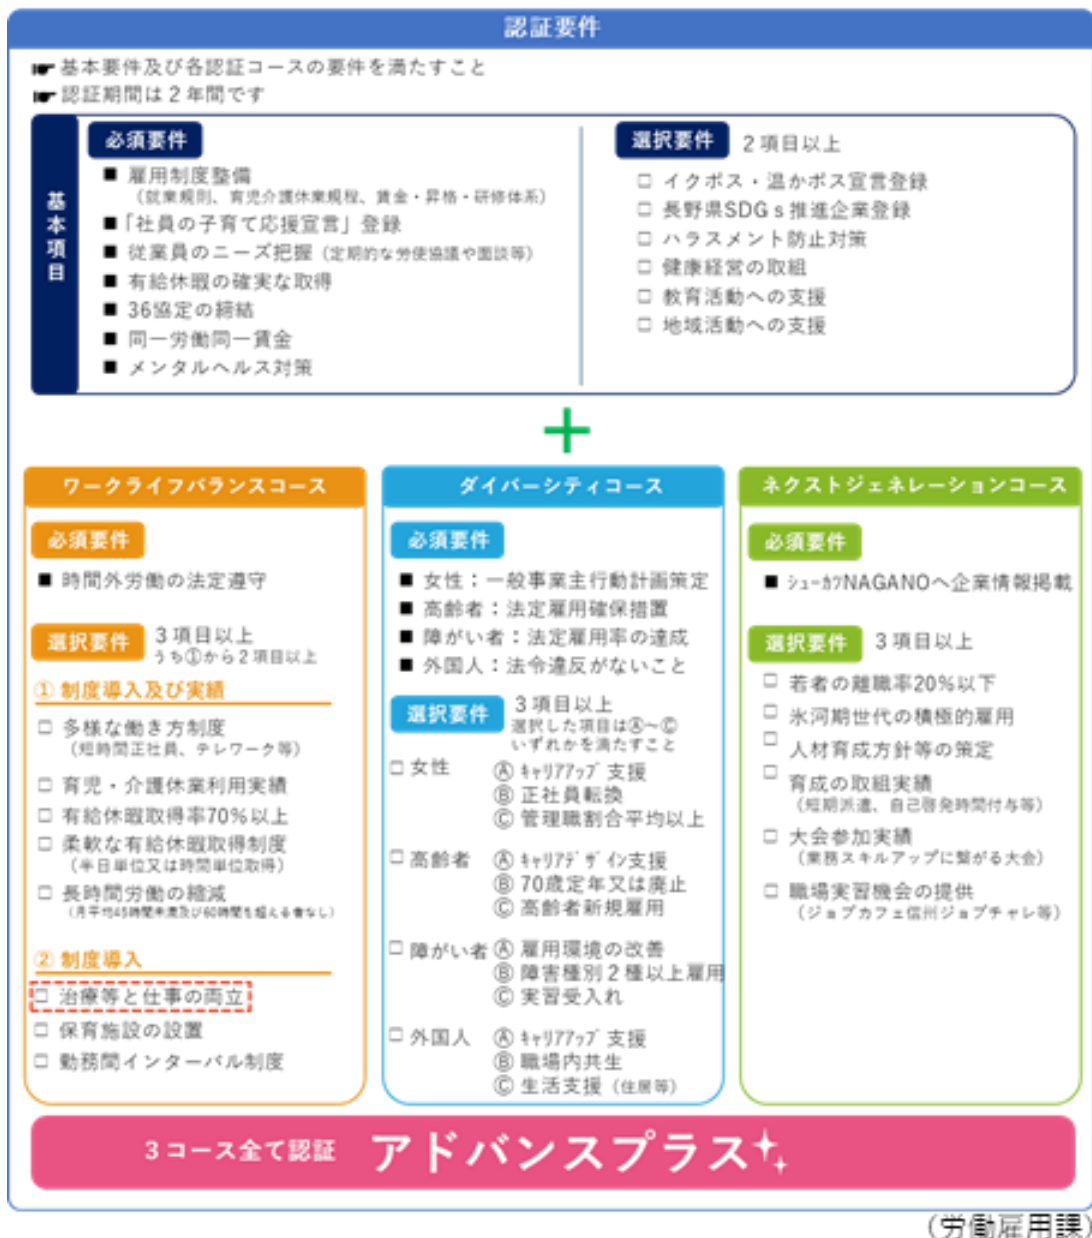 認証要件
☛基本要件及び各認証コースの要件を満たすこと
☛認証期間は2年間です
基本項目
必須要件
■ 雇用制度整備
（就業規則、育児介護休業規程、賃金・昇格・研修体系）
■「社員の子育て応援宣言」登録
■ 従業員のニーズ把握（定期的な労使協議や面談等）
■ 有給休暇の確実な取得
■ 36協定の締結
■ 同一労働同一賃金
■ メンタルヘルス対策
選択要件 2項目以上
□ イクボス・温かボス宣言登録
□ 長野県SDGs推進企業登録
□ ハラスメント防止対策
□ 健康経営の取組
□ 教育活動への支援
□ 地域活動への支援
＋
ワークライフバランスコース
必須要件
■ 時間外労働の法定遵守
選択要件 3項目以上
うち①から2項目以上
① 制度導入及び実績
□ 多様な働き方制度
（短時間正社員、テレワーク等）
□ 育児・介護休業利用実績
□ 有給休暇取得率70%以上
□ 柔軟な有給休暇取得制度
（半日単位又は時間単位取得）
□ 長時間労働の縮減
（月平均45時間未満及び60時間を超える者なし）
② 制度導入
□ 治療等と仕事の両立
□ 保育施設の設置
□ 勤務間インターバル制度
ダイバーシティコース
必須要件
■ 女性：一般事業主行動計画策定
■ 高齢者：法定雇用確保措置
■ 障がい者：法定雇用率の達成
■ 外国人：法令違反がないこと
選択要件 3項目以上
選択した項目はⒶ～Ⓒ
いずれかを満たすこと
□ 女性 Ⓐ ｷｬﾘｱｱｯﾌﾟ支援
Ⓑ 正社員転換
Ⓒ 管理職割合平均以上
□ 高齢者 Ⓐ ｷｬﾘｱﾃﾞｻﾞｲﾝ支援
Ⓑ 70歳定年又は廃止
Ⓒ 高齢者新規雇用
□ 障がい者 Ⓐ 雇用環境の改善
Ⓑ 障害種別2種以上雇用
Ⓒ 実習受入れ
□ 外国人 Ⓐ ｷｬﾘｱｱｯﾌﾟ支援
Ⓑ 職場内共生
Ⓒ 生活支援（住居等）
ネクストジェネレーションコース
必須要件
■ ｼｭｰｶﾂNAGANOへ企業情報掲載
選択要件 3項目以上
□ 若者の離職率20%以下
□ 氷河期世代の積極的雇用
□ 人材育成方針等の策定
□ 育成の取組実績
（短期派遣、自己啓発時間付与等）
□ 大会参加実績
（業務スキルアップに繋がる大会）
□ 職場実習機会の提供
（ジョブカフェ信州ジョブチャレ等）
3コース全て認証 アドバンスプラス
（労働雇用課）